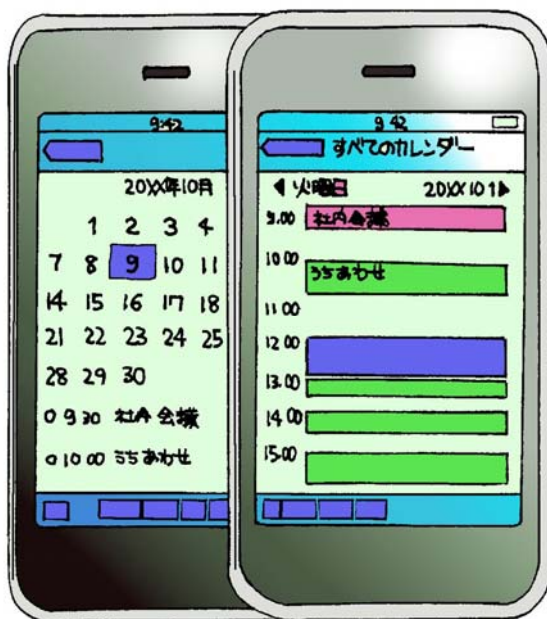 9:42
20XX年10月
1 2 3 4
7 8 9 10 11
14 15 16 17 18
21 22 23 24 25
28 29 30
0 9 30 社内 会議
0 10 00 うちあわせ
9 42
すべてのカレンダー
◀ 火曜日 20XX 10 1▶
9.00 社内会議
10 00
うちあわせ
11 00
12 00
13.00
14 00
15.00